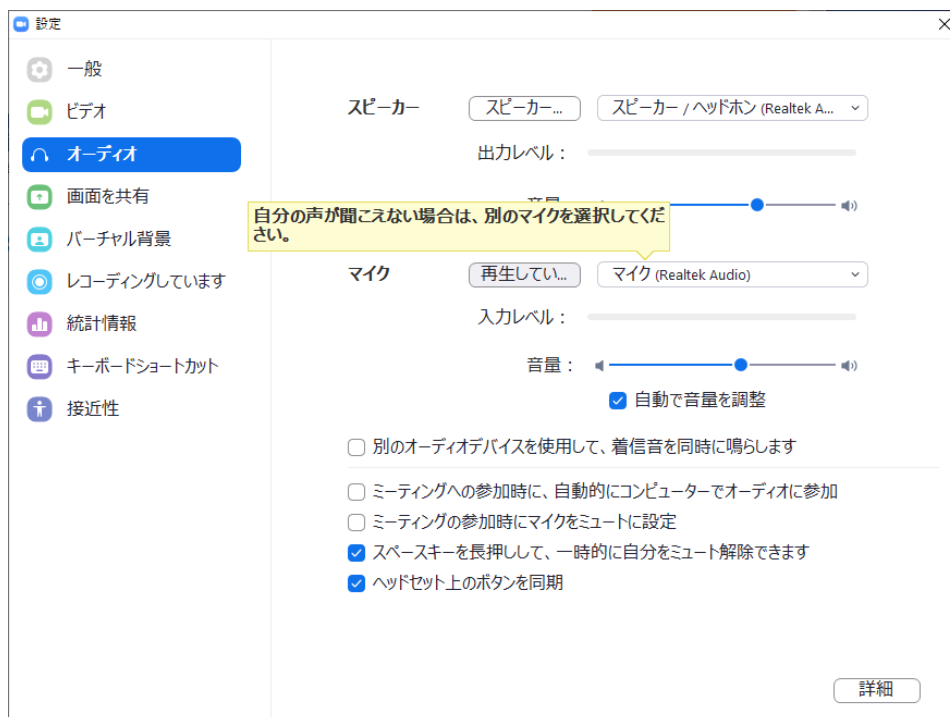 設定
一般
ビデオ
オーディオ
画面を共有
バーチャル背景
レコーディングしています
統計情報
キーボードショートカット
接近性
スピーカー
スピーカー...
スピーカー / ヘッドホン (Realtek A...
出力レベル：
自分の声が聞こえない場合は、別のマイクを選択してくだ
さい。
マイク
再生してい...
マイク (Realtek Audio)
入力レベル：
音量：
自動で音量を調整
別のオーディオデバイスを使用して、着信音を同時に鳴らします
ミーティングへの参加時に、自動的にコンピューターでオーディオに参加
ミーティングの参加時にマイクをミュートに設定
スペースキーを長押しして、一時的に自分をミュート解除できます
ヘッドセット上のボタンを同期
詳細